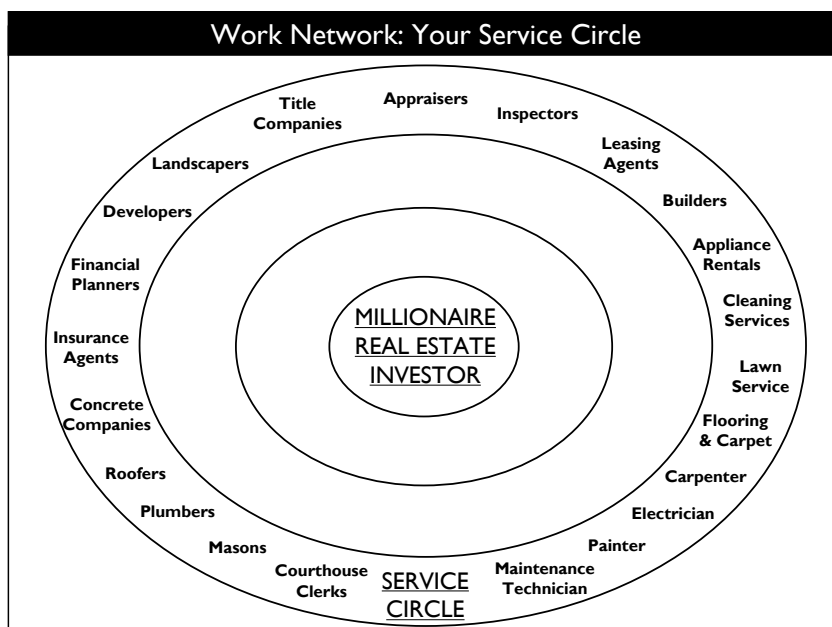 Work Network: Your Service Circle
Appraisers
Title
Companies
Inspectors
Landscapers
Leasing
Agents
Developers
Builders
Financial
Planners
Appliance
Rentals
MILLIONAIRE
REAL ESTATE
INVESTOR
Cleaning
Services
Insurance
Agents
Lawn
Service
Concrete
Companies
Flooring
& Carpet
Roofers
Carpenter
Plumbers
Electrician
Masons
Painter
Courthouse
Clerks
SERVICE
CIRCLE
Maintenance
Technician